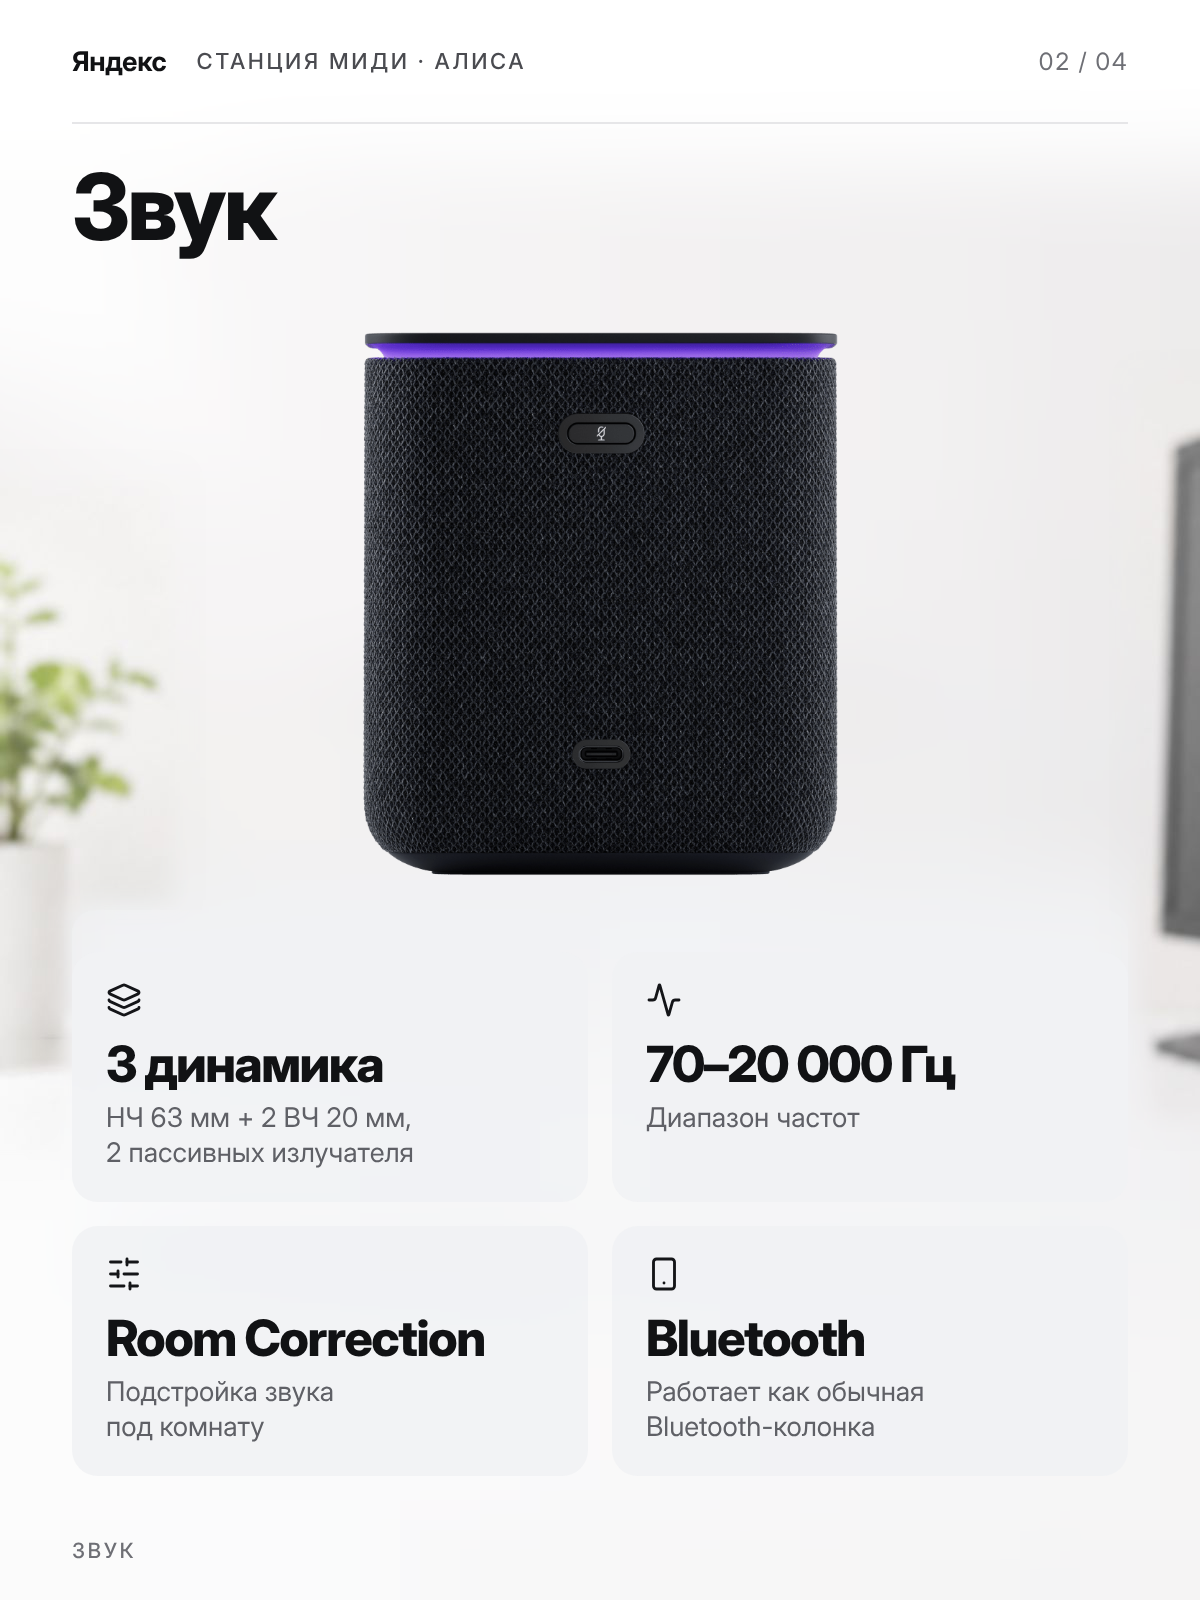 Яндекс СТАНЦИЯ МИДИ · АЛИСА 02 / 04
Звук
3 динамика
НЧ 63 мм + 2 ВЧ 20 мм,
2 пассивных излучателя
70–20 000 Гц
Диапазон частот
Room Correction
Подстройка звука
под комнату
Bluetooth
Работает как обычная
Bluetooth-колонка
ЗВУК